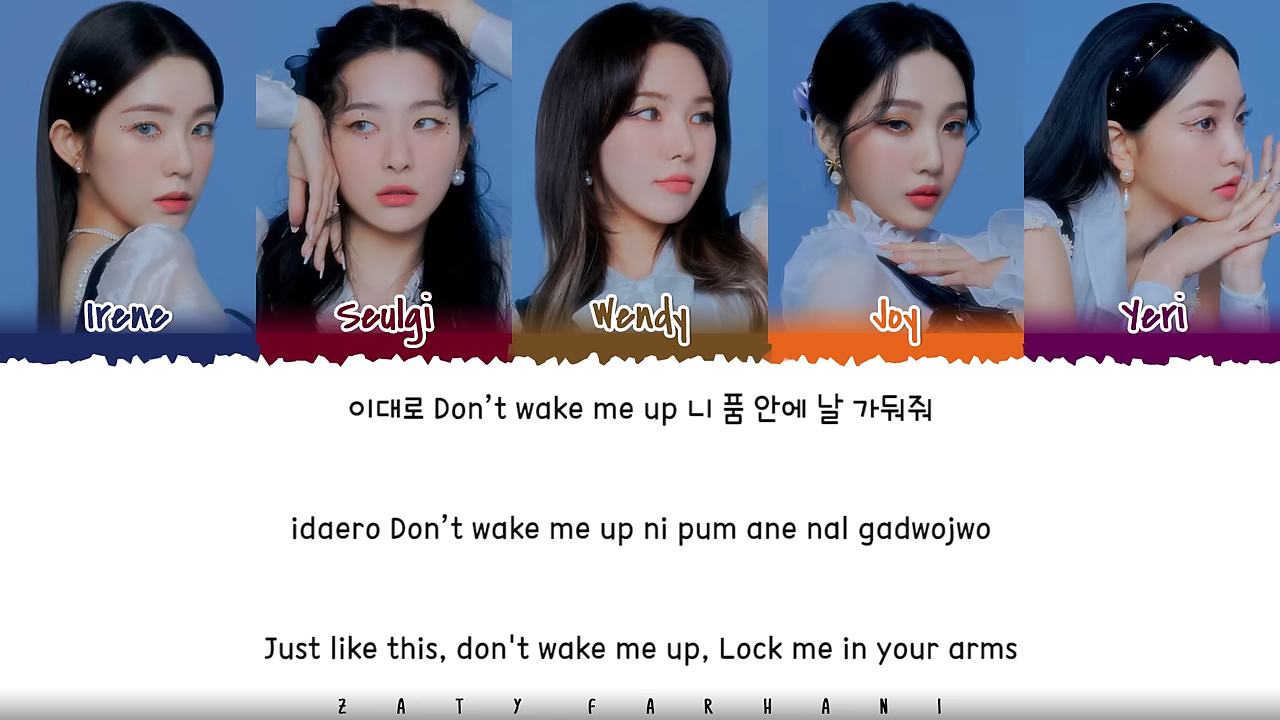 Irene
Seulgi
Wendy
Joy
Yeri
이대로 Don’t wake me up 니 품 안에 날 가둬줘
idaero Don’t wake me up ni pum ane nal gadwojwo
Just like this, don't wake me up, Lock me in your arms
ZATY FARHANI